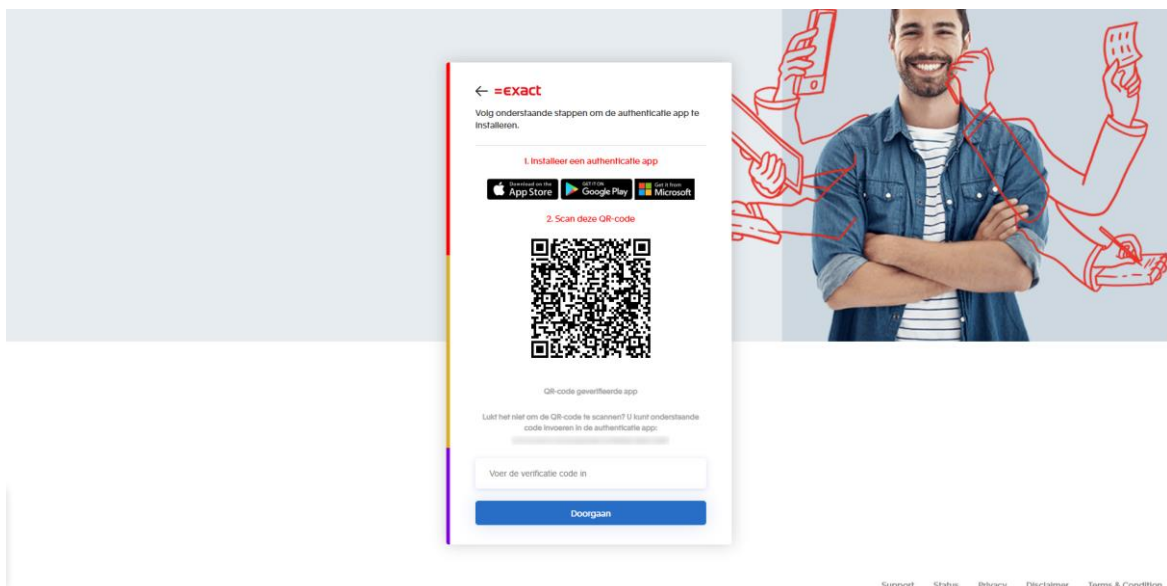 =exact
Volg onderstaande stappen om de authenticatie app te
installeren.
1. Installeer een authenticatie app
Download on the
App Store
GET IT ON
Google Play
Get it from
Microsoft
2. Scan deze QR-code
QR-code geverifieerde app
Lukt het niet om de QR-code te scannen? U kunt onderstaande
code invoeren in de authenticatie app:
Voer de verificatie code in
Doorgaan
Support Status Privacy Disclaimer Terms & Condition